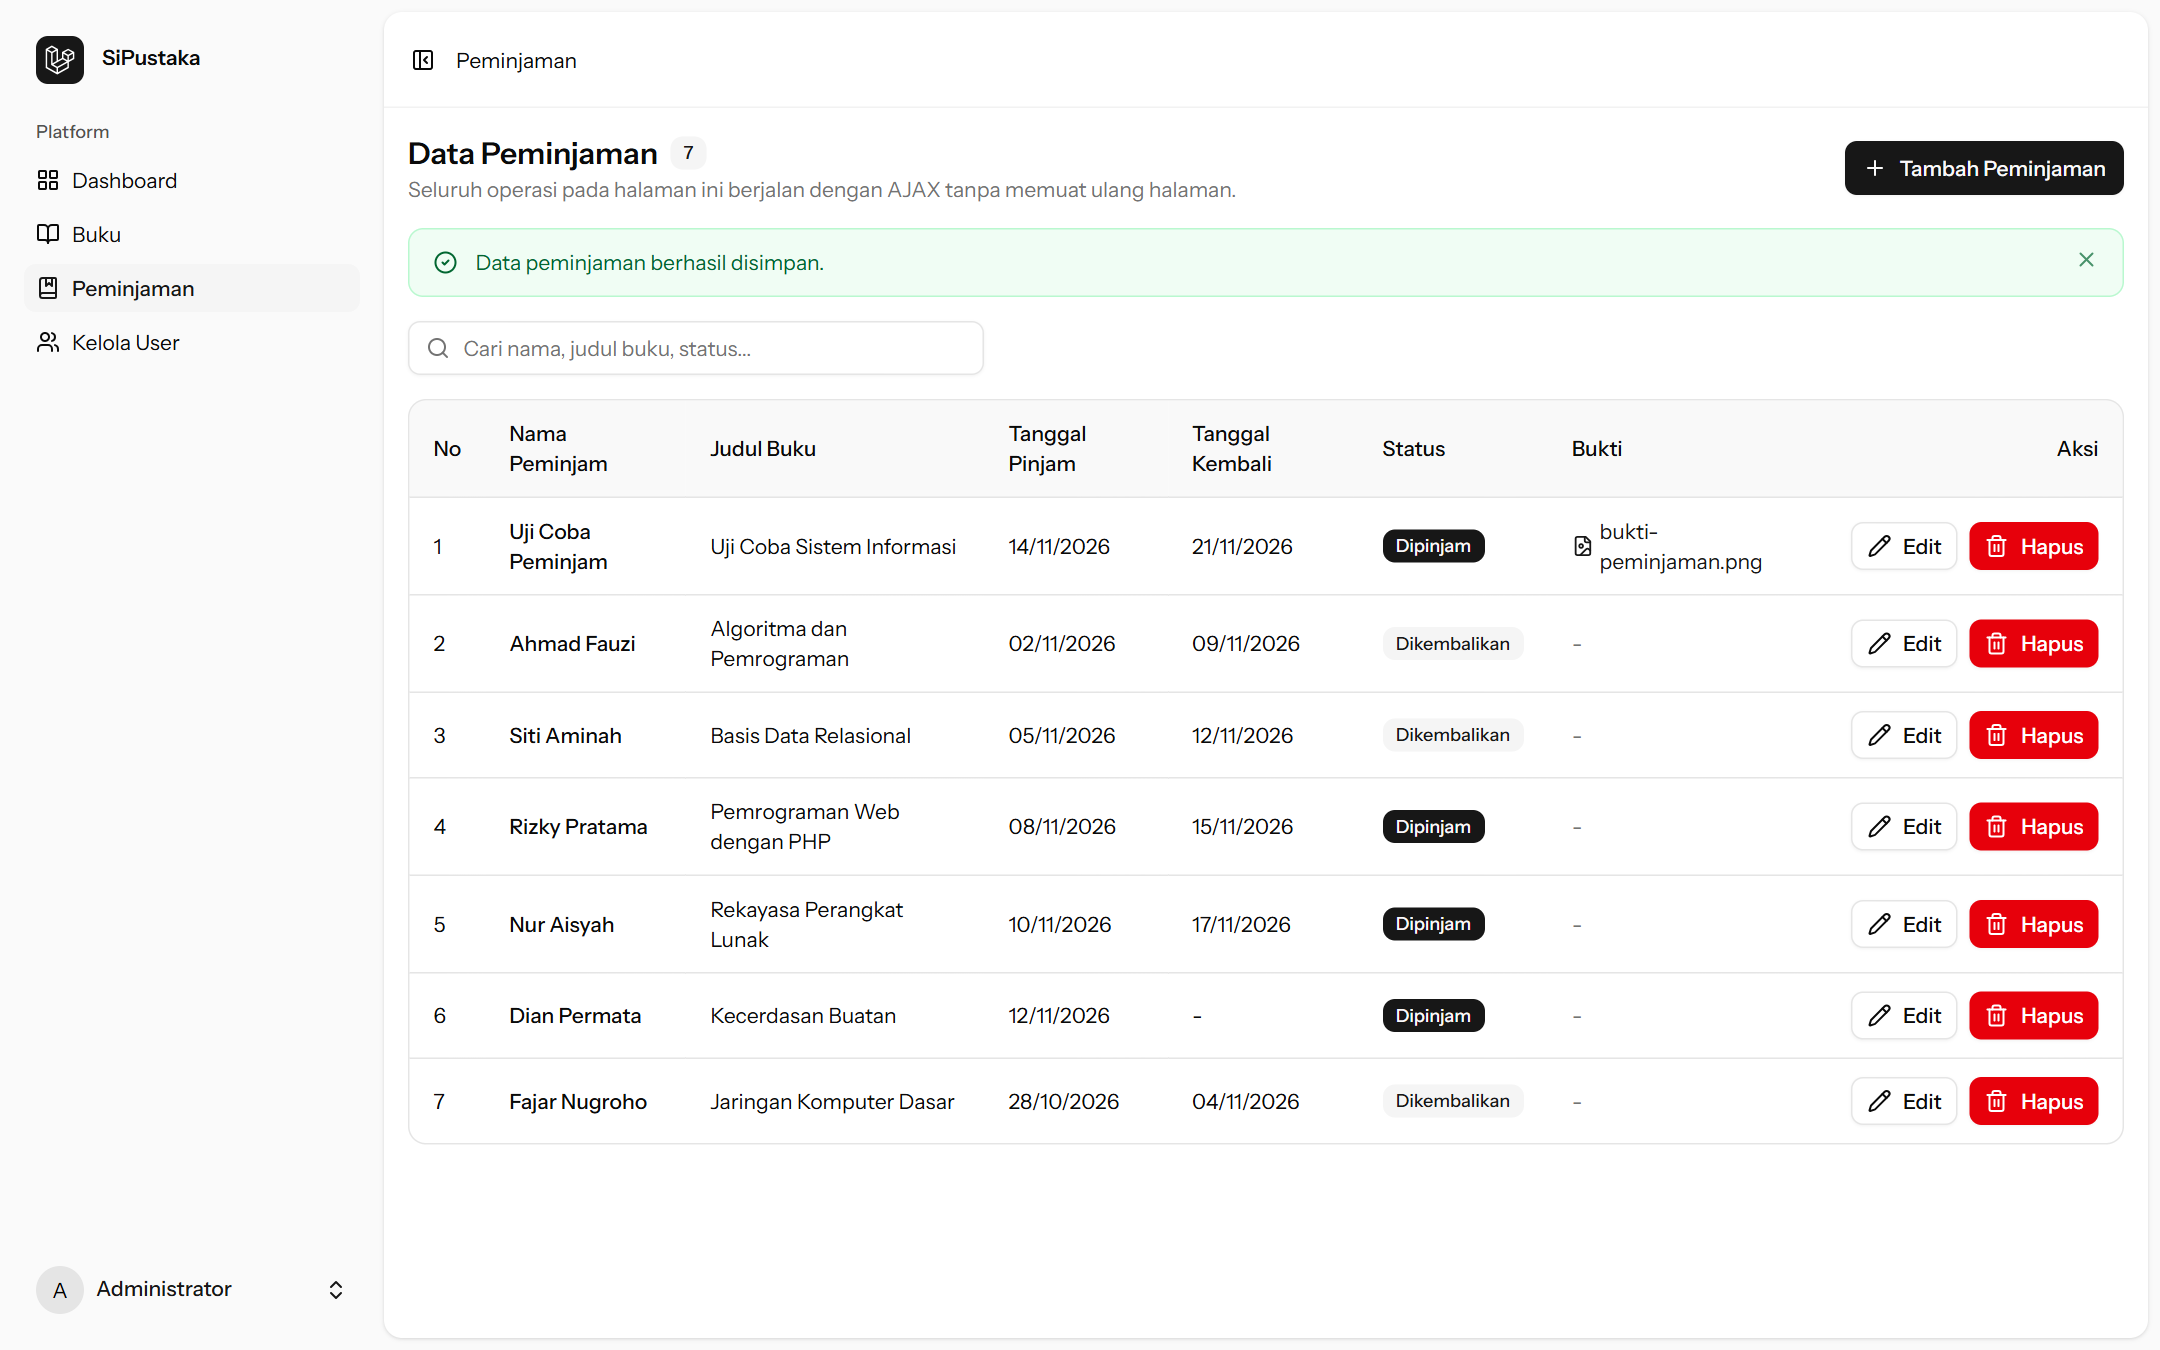 SiPustaka
Platform
Dashboard
Buku
Peminjaman
Kelola User
A
Administrator
Peminjaman
Data Peminjaman 7
Seluruh operasi pada halaman ini berjalan dengan AJAX tanpa memuat ulang halaman.
Tambah Peminjaman
Data peminjaman berhasil disimpan.
Cari nama, judul buku, status...
No
Nama
Peminjam
Judul Buku
Tanggal
Pinjam
Tanggal
Kembali
Status
Bukti
Aksi
1
Uji Coba
Peminjam
Uji Coba Sistem Informasi
14/11/2026
21/11/2026
Dipinjam
bukti-
peminjaman.png
Edit
Hapus
2
Ahmad Fauzi
Algoritma dan
Pemrograman
02/11/2026
09/11/2026
Dikembalikan
-
Edit
Hapus
3
Siti Aminah
Basis Data Relasional
05/11/2026
12/11/2026
Dikembalikan
-
Edit
Hapus
4
Rizky Pratama
Pemrograman Web
dengan PHP
08/11/2026
15/11/2026
Dipinjam
-
Edit
Hapus
5
Nur Aisyah
Rekayasa Perangkat
Lunak
10/11/2026
17/11/2026
Dipinjam
-
Edit
Hapus
6
Dian Permata
Kecerdasan Buatan
12/11/2026
-
Dipinjam
-
Edit
Hapus
7
Fajar Nugroho
Jaringan Komputer Dasar
28/10/2026
04/11/2026
Dikembalikan
-
Edit
Hapus